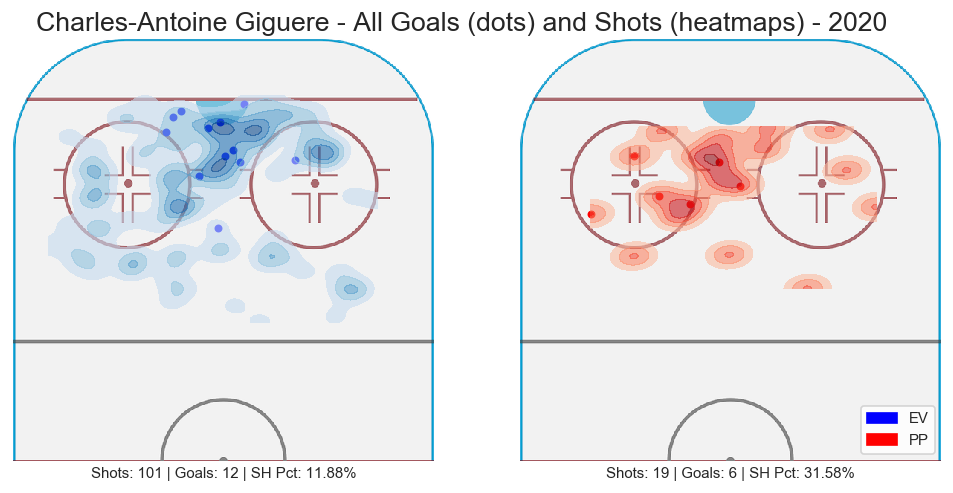 Charles-Antoine Giguere - All Goals (dots) and Shots (heatmaps) - 2020
EV
PP
Shots: 101 | Goals: 12 | SH Pct: 11.88%
Shots: 19 | Goals: 6 | SH Pct: 31.58%